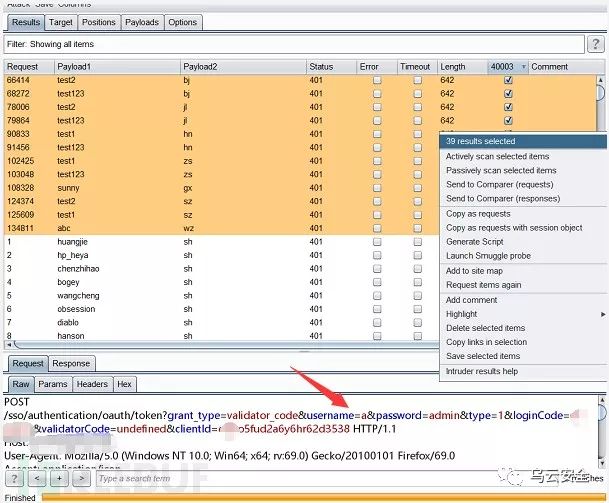 Attack Save Columns
Results Target Positions Payloads Options
Filter: Showing all items ?
Request Payload1 Payload2 Status Error Timeout Length 40003 Comment
66414 test2 bj 401 642
68272 test123 bj 401 642
78006 test2 jl 401 642
79864 test123 jl 401 642
90833 test1 hn 401
91456 test123 hn 401
102425 test1 zs 401
103048 test123 zs 401
108328 sunny gx 401
124374 test2 sz 401
125609 test1 sz 401
134811 abc wz 401
1 huangjie sh 401
2 hp_heya sh 401
3 chenzhihao sh 401
4 bogey sh 401
5 wangcheng sh 401
6 obsession sh 401
7 diablo sh 401
8 hanson sh 401
39 results selected
Actively scan selected items
Passively scan selected items
Send to Comparer (requests)
Send to Comparer (responses)
Copy as requests
Copy as requests with session object
Generate Script
Launch Smuggle probe
Add to site map
Request items again
Add comment
Highlight
Delete selected items
Copy links in selection
Save selected items
Intruder results help
Request Response
Raw Params Headers Hex
POST
/sso/authentication/oauth/token?grant_type=validator_code&username=a&password=admin&type=1&loginCode=
&validatorCode=undefined&clientId= 5fud2a6y6hr62d3538 HTTP/1.1
Host:
User-Agent: Mozilla/5.0 (Windows NT 10.0; Win64; x64; rv:69.0) Gecko/20100101 Firefox/69.0
? < + > Type a search term
Finished
乌云安全